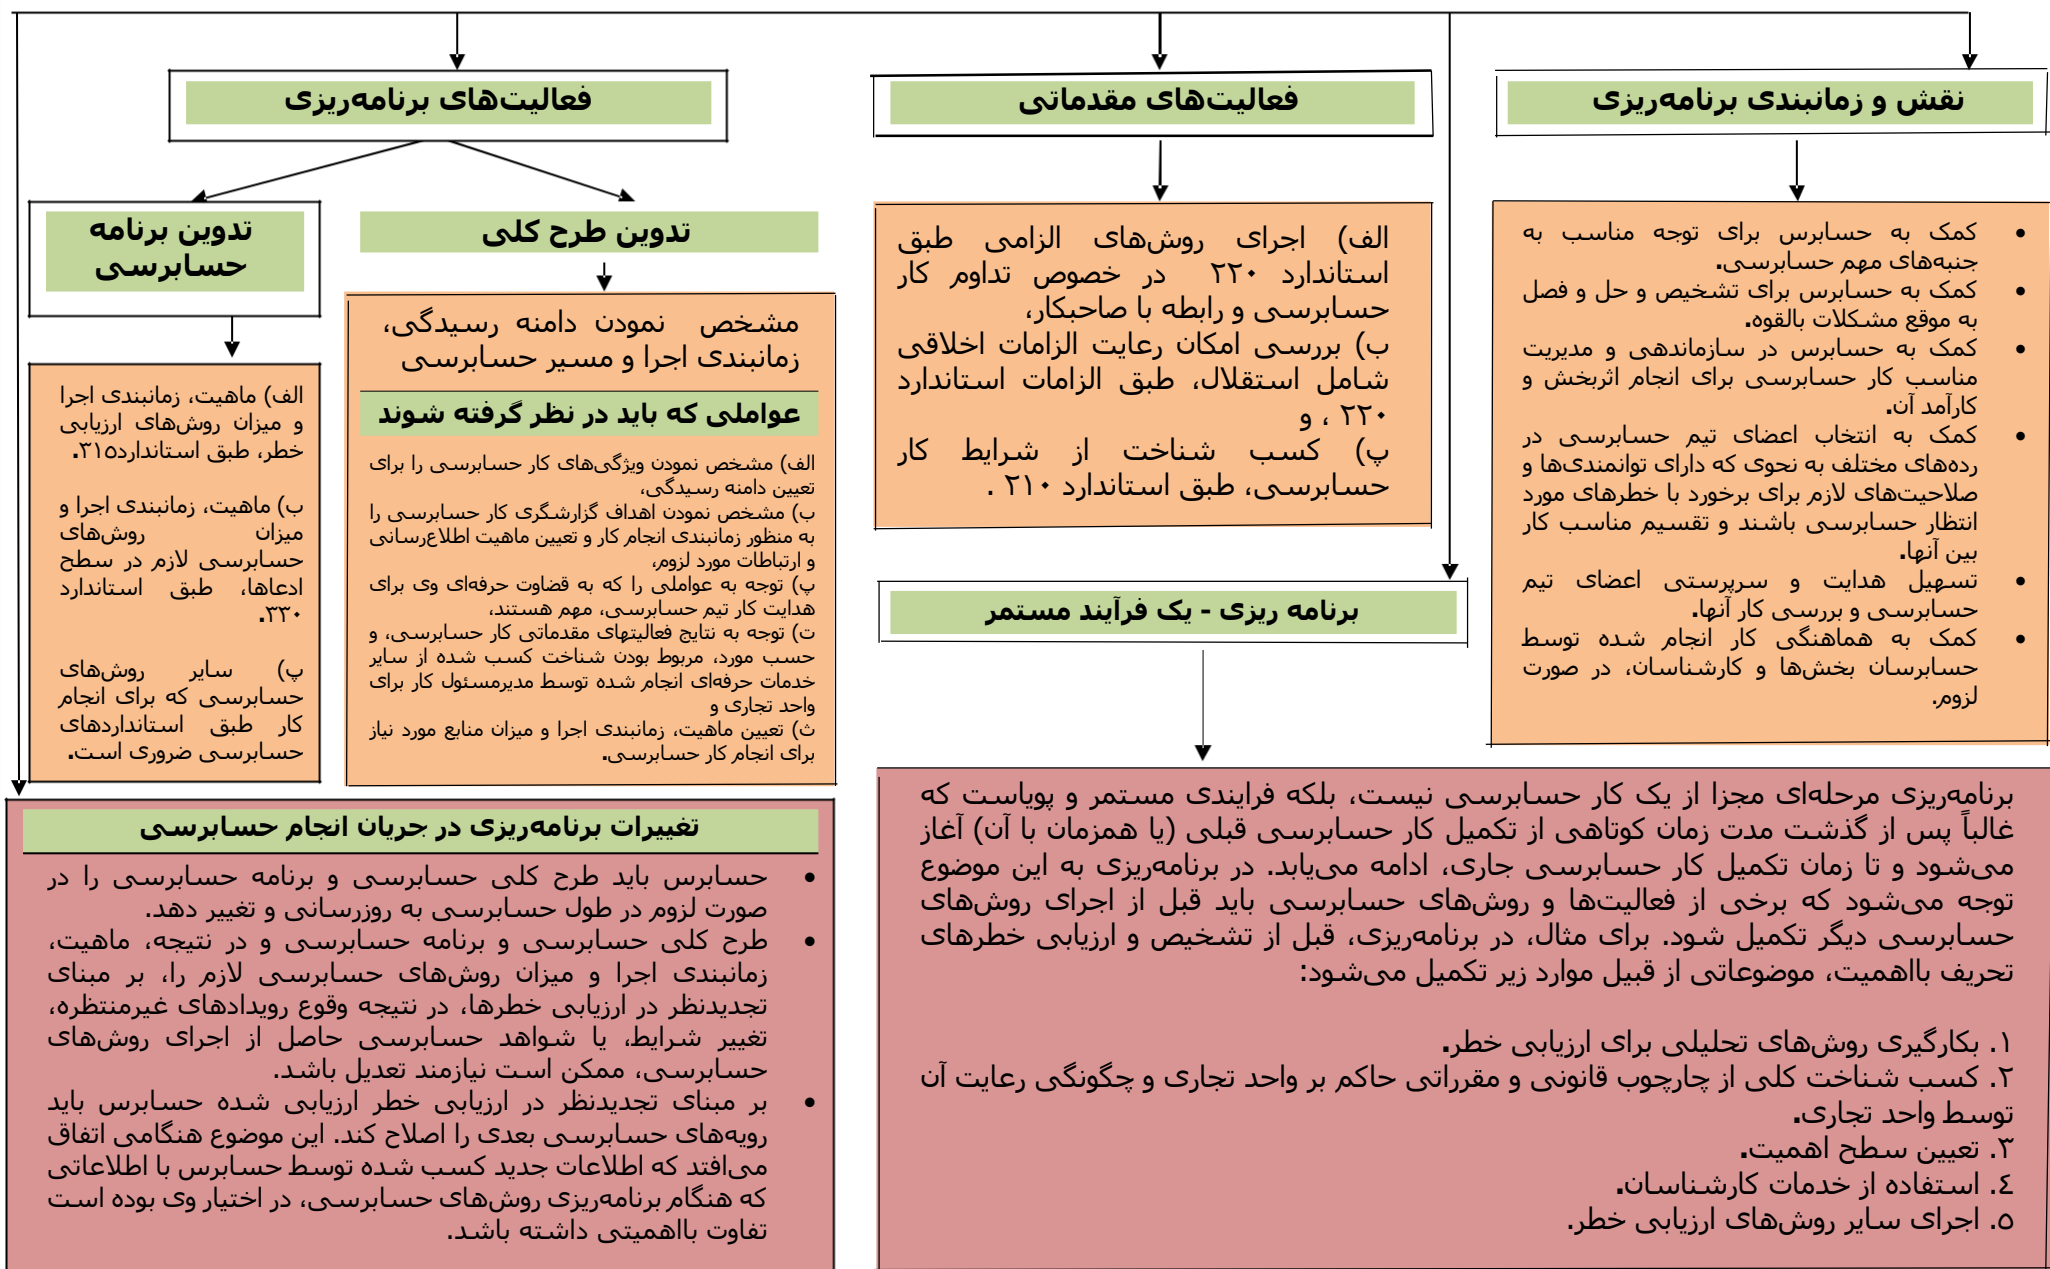 نقش و زمانبندی برنامه‌ریزی
کمک به حسابرس برای توجه مناسب به
جنبه‌های مهم حسابرسی.
کمک به حسابرس برای تشخیص و حل و فصل
به موقع مشکلات بالقوه.
کمک به حسابرس در سازماندهی و مدیریت
مناسب کار حسابرسی برای انجام اثربخش و
کارآمد آن.
کمک به انتخاب اعضای تیم حسابرسی در
رده‌های مختلف به نحوی که دارای توانمندی‌ها و
صلاحیت‌های لازم برای برخورد با خطرهای مورد
انتظار حسابرسی باشند و تقسیم مناسب کار
بین آنها.
تسهیل هدایت و سرپرستی اعضای تیم
حسابرسی و بررسی کار آنها.
کمک به هماهنگی کار انجام شده توسط
حسابرسان بخش‌ها و کارشناسان، در صورت
لزوم.
فعالیت‌های مقدماتی
الف) اجرای روش‌های الزامی طبق
استاندارد ۲۲۰ در خصوص تداوم کار
حسابرسی و رابطه با صاحبکار،
ب) بررسی امکان رعایت الزامات اخلاقی
شامل استقلال، طبق الزامات استاندارد
۲۲۰ ، و
پ) کسب شناخت از شرایط کار
حسابرسی، طبق استاندارد ۲۱۰ .
فعالیت‌های برنامه‌ریزی
تدوین طرح کلی
مشخص نمودن دامنه رسیدگی،
زمانبندی اجرا و مسیر حسابرسی
عواملی که باید در نظر گرفته شوند
الف) مشخص نمودن ویژگی‌های کار حسابرسی را برای
تعیین دامنه رسیدگی،
ب) مشخص نمودن اهداف گزارشگری کار حسابرسی را
به منظور زمانبندی انجام کار و تعیین ماهیت اطلاع‌رسانی
و ارتباطات مورد لزوم،
پ) توجه به عواملی را که به قضاوت حرفه‌ای وی برای
هدایت کار تیم حسابرسی، مهم هستند،
ت) توجه به نتایج فعالیتهای مقدماتی کار حسابرسی، و
حسب مورد، مربوط بودن شناخت کسب شده از سایر
خدمات حرفه‌ای انجام شده توسط مدیرمسئول کار برای
واحد تجاری و
ث) تعیین ماهیت، زمانبندی اجرا و میزان منابع مورد نیاز
برای انجام کار حسابرسی.
تدوین برنامه
حسابرسی
الف) ماهیت، زمانبندی اجرا
و میزان روش‌های ارزیابی
خطر، طبق استاندارد۳۱۵.
ب) ماهیت، زمانبندی اجرا و
میزان روش‌های
حسابرسی لازم در سطح
ادعاها، طبق استاندارد
۳۳۰.
پ) سایر روش‌های
حسابرسی که برای انجام
کار طبق استانداردهای
حسابرسی ضروری است.
برنامه ریزی - یک فرآیند مستمر
برنامه‌ریزی مرحله‌ای مجزا از یک کار حسابرسی نیست، بلکه فرایندی مستمر و پویاست که
غالباً پس از گذشت مدت زمان کوتاهی از تکمیل کار حسابرسی قبلی (یا همزمان با آن) آغاز
می‌شود و تا زمان تکمیل کار حسابرسی جاری، ادامه می‌یابد. در برنامه‌ریزی به این موضوع
توجه می‌شود که برخی از فعالیت‌ها و روش‌های حسابرسی باید قبل از اجرای روش‌های
حسابرسی دیگر تکمیل شود. برای مثال، در برنامه‌ریزی، قبل از تشخیص و ارزیابی خطرهای
تحریف بااهمیت، موضوعاتی از قبیل موارد زیر تکمیل می‌شود:
۱. بکارگیری روش‌های تحلیلی برای ارزیابی خطر.
۲. کسب شناخت کلی از چارچوب قانونی و مقرراتی حاکم بر واحد تجاری و چگونگی رعایت آن
توسط واحد تجاری.
۳. تعیین سطح اهمیت.
٤. استفاده از خدمات کارشناسان.
۵. اجرای سایر روش‌های ارزیابی خطر.
تغییرات برنامه‌ریزی در جریان انجام حسابرسی
حسابرس باید طرح کلی حسابرسی و برنامه حسابرسی را در
صورت لزوم در طول حسابرسی به روزرسانی و تغییر دهد.
طرح کلی حسابرسی و برنامه حسابرسی و در نتیجه، ماهیت،
زمانبندی اجرا و میزان روش‌های حسابرسی لازم را، بر مبنای
تجدیدنظر در ارزیابی خطرها، در نتیجه وقوع رویدادهای غیرمنتظره،
تغییر شرایط، یا شواهد حسابرسی حاصل از اجرای روش‌های
حسابرسی، ممکن است نیازمند تعدیل باشد.
بر مبنای تجدیدنظر در ارزیابی خطر ارزیابی شده حسابرس باید
رویه‌های حسابرسی بعدی را اصلاح کند. این موضوع هنگامی اتفاق
می‌افتد که اطلاعات جدید کسب شده توسط حسابرس با اطلاعاتی
که هنگام برنامه‌ریزی روش‌های حسابرسی، در اختیار وی بوده است
تفاوت بااهمیتی داشته باشد.